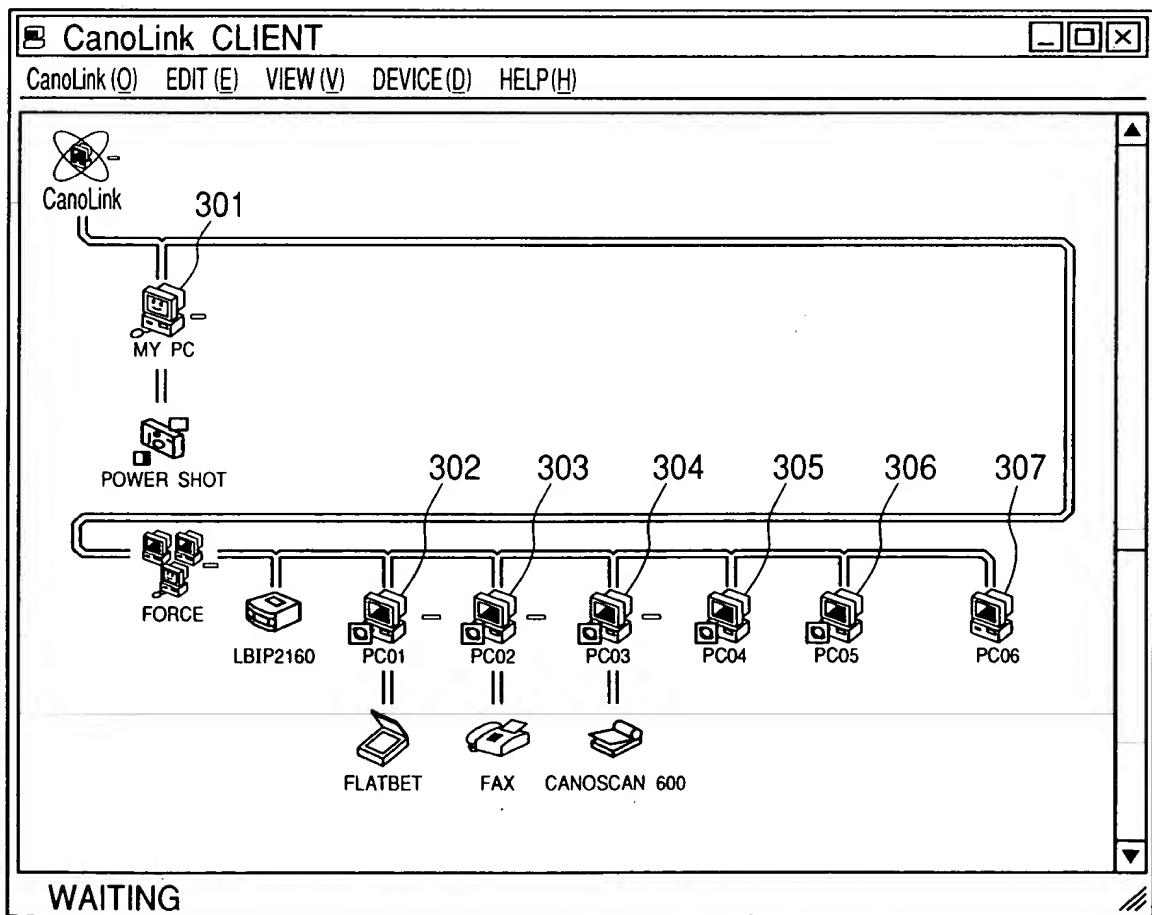 CanoLink CLIENT
CanoLink (O) EDIT (E) VIEW (V) DEVICE (D) HELP (H)
CanoLink
301
MY PC
POWER SHOT
302 303 304 305 306 307
FORCE
LBIP2160 PC01 PC02 PC03 PC04 PC05 PC06
FLATBET FAX CANOSCAN 600
WAITING